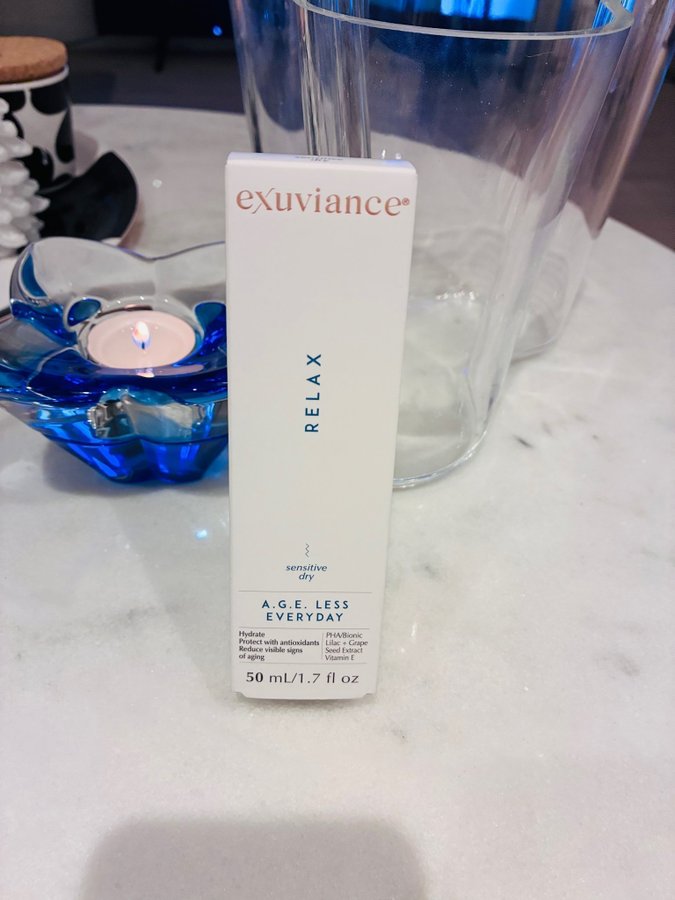 exuviance®
RELAX
sensitive
dry
A.G.E. LESS
EVERYDAY
Hydrate
Protect with antioxidants
Reduce visible signs
of aging
PHA/Bionic
Lilac + Grape
Seed Extract
Vitamin E
50 mL/1.7 fl oz